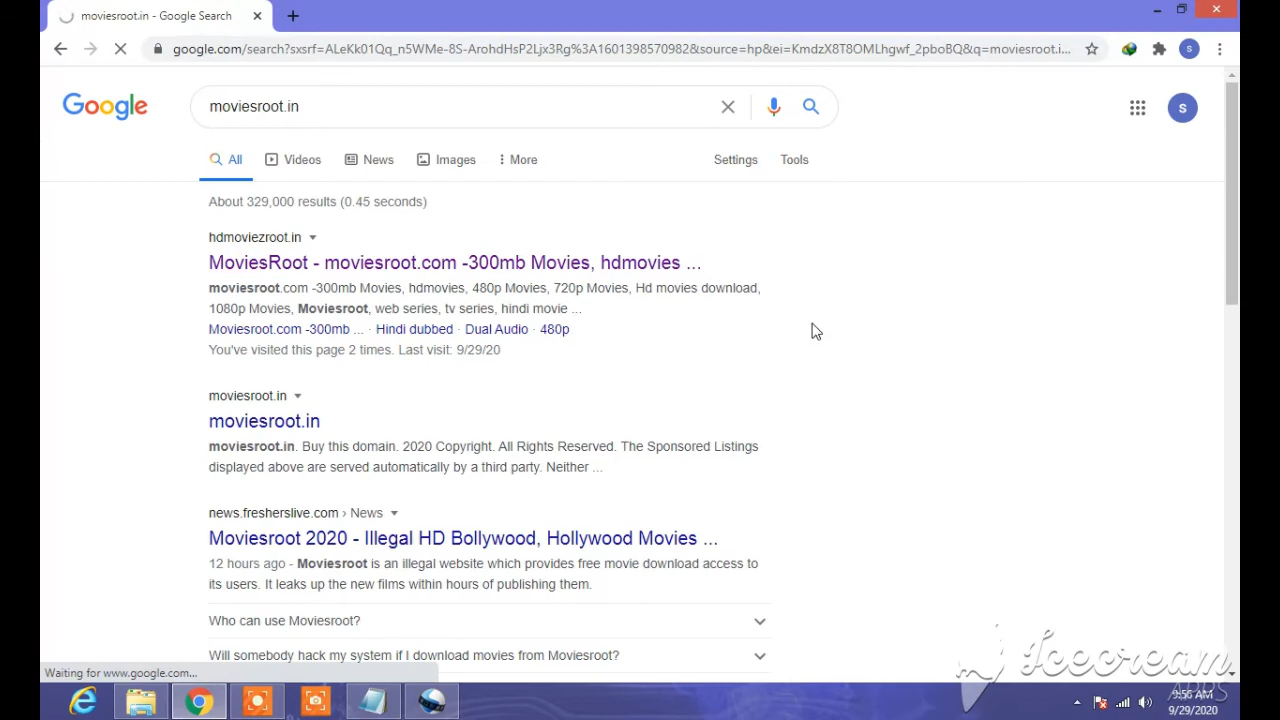 moviesroot.in - Google Search
google.com/search?sxsrf=ALeKk01Qq_n5WMe-8S-ArohdHsP2Ljx3Rg%3A1601398570982&source=hp&ei=KmdzX8T8OMLhgwf_2pboBQ&q=moviesroot.i...
S
Google
moviesroot.in
S
All
Videos
News
Images
More
Settings
Tools
About 329,000 results (0.45 seconds)
hdmoviezroot.in
MoviesRoot - moviesroot.com -300mb Movies, hdmovies ...
moviesroot.com -300mb Movies, hdmovies, 480p Movies, 720p Movies, Hd movies download,
1080p Movies, Moviesroot, web series, tv series, hindi movie ...
Moviesroot.com -300mb ... · Hindi dubbed · Dual Audio · 480p
You've visited this page 2 times. Last visit: 9/29/20
moviesroot.in
moviesroot.in
moviesroot.in. Buy this domain. 2020 Copyright. All Rights Reserved. The Sponsored Listings
displayed above are served automatically by a third party. Neither ...
news.fresherslive.com › News
Moviesroot 2020 - Illegal HD Bollywood, Hollywood Movies ...
12 hours ago - Moviesroot is an illegal website which provides free movie download access to
its users. It leaks up the new films within hours of publishing them.
Who can use Moviesroot?
Will somebody hack my system if I download movies from Moviesroot?
Waiting for www.google.com...
Icecream
APPS
9:56 AM
9/29/2020